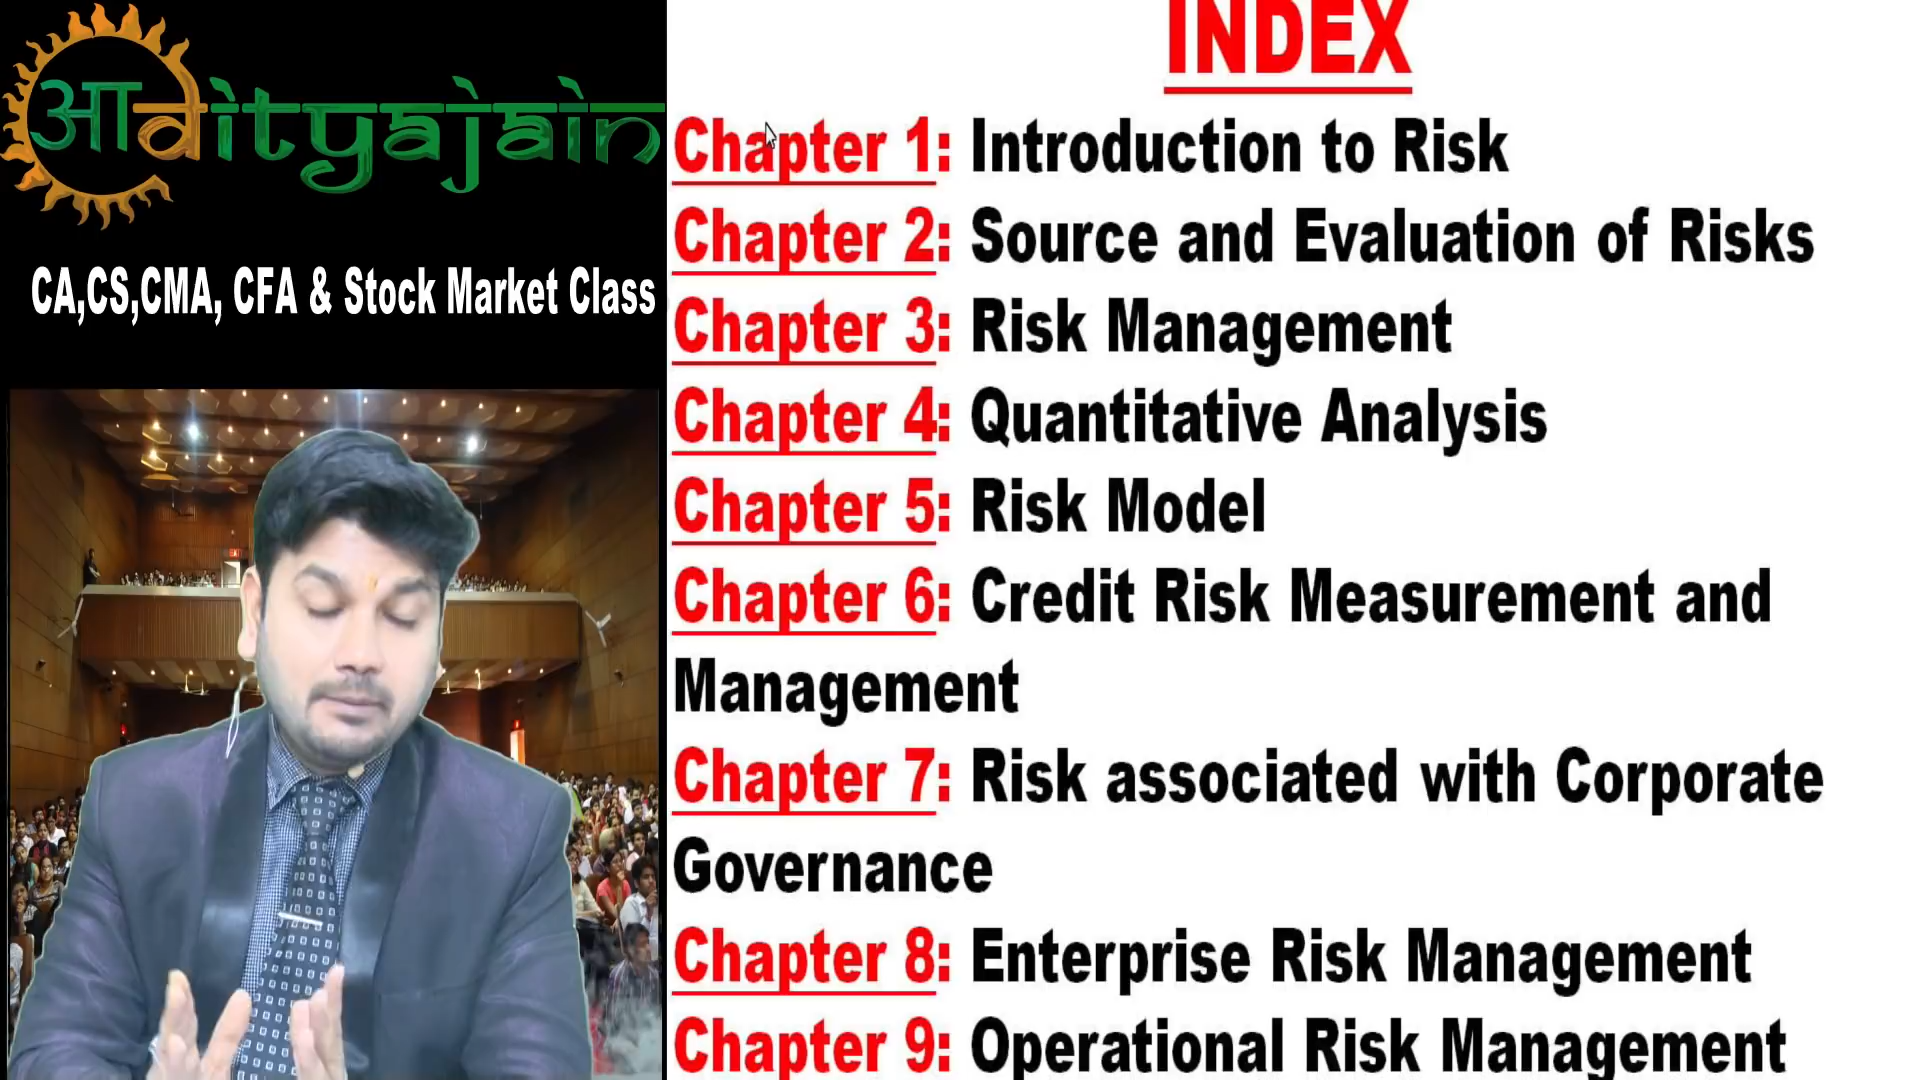 आdityajain
CA,CS,CMA, CFA & Stock Market Class
INDEX
Chapter 1: Introduction to Risk
Chapter 2: Source and Evaluation of Risks
Chapter 3: Risk Management
Chapter 4: Quantitative Analysis
Chapter 5: Risk Model
Chapter 6: Credit Risk Measurement and
Management
Chapter 7: Risk associated with Corporate
Governance
Chapter 8: Enterprise Risk Management
Chapter 9: Operational Risk Management